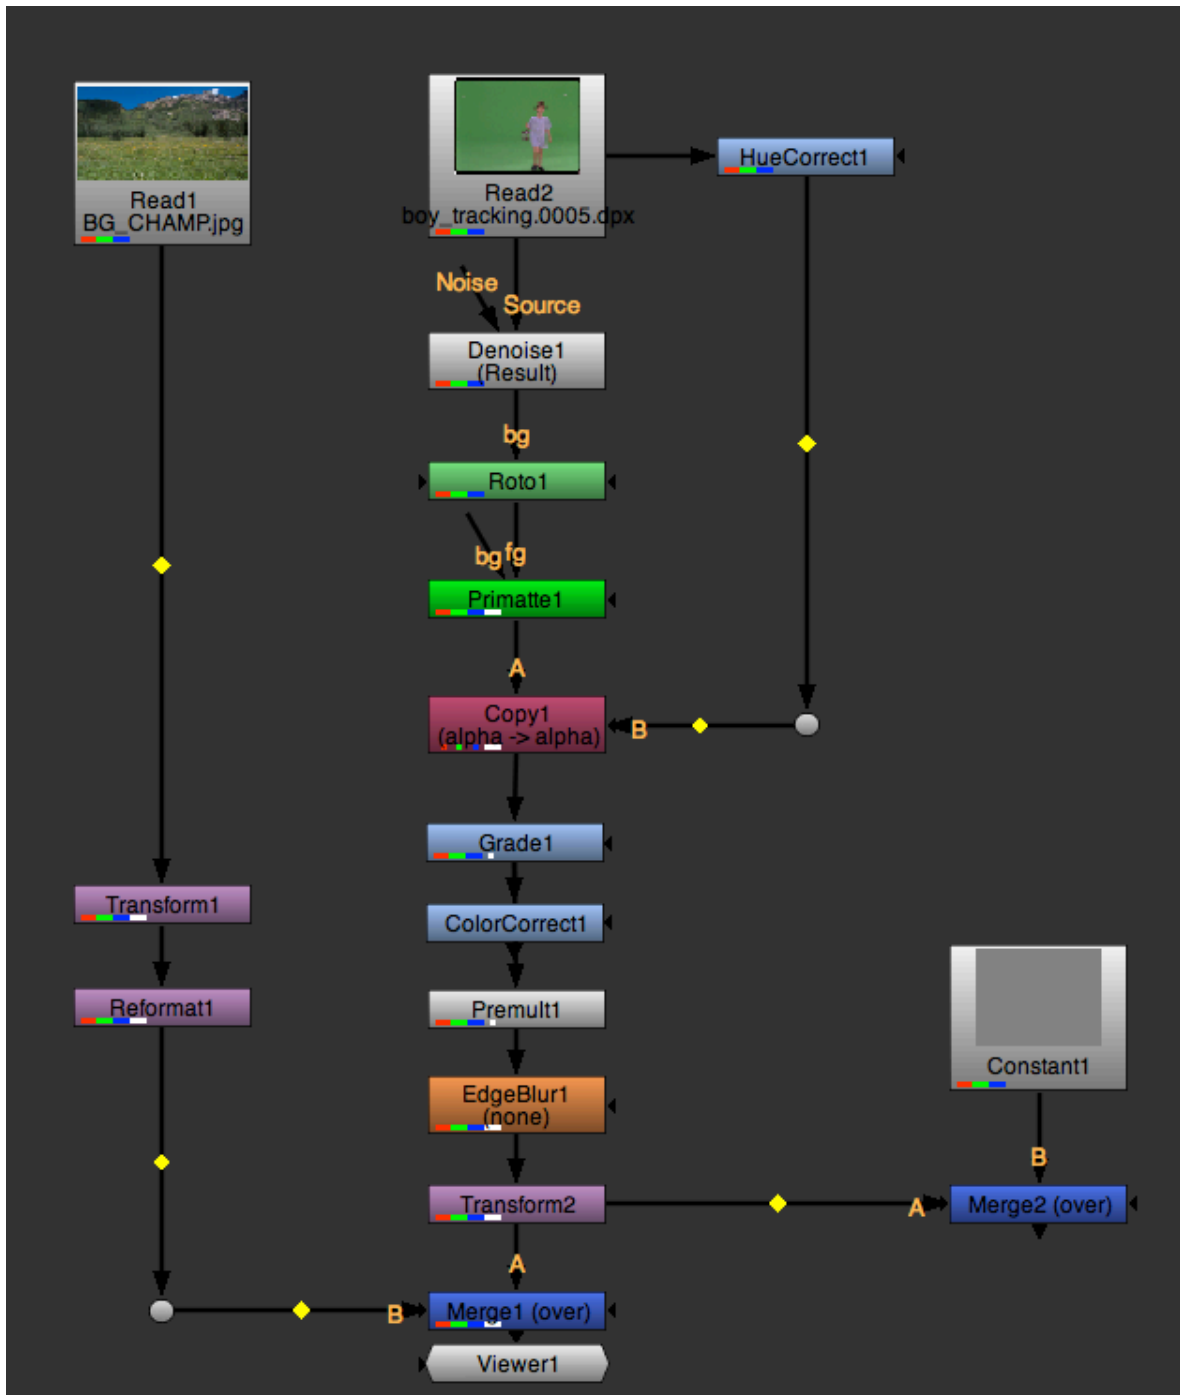 Read1
BG_CHAMP.jpg
Read2
boy_tracking.0005.dpx
HueCorrect1
Noise
Source
Denoise1
(Result)
bg
Roto1
bg
fg
Primatte1
A
Copy1
(alpha -> alpha)
B
Grade1
ColorCorrect1
Transform1
Premult1
Reformat1
Constant1
EdgeBlur1
(none)
B
Transform2
A
Merge2 (over)
A
B
Merge1 (over)
Viewer1